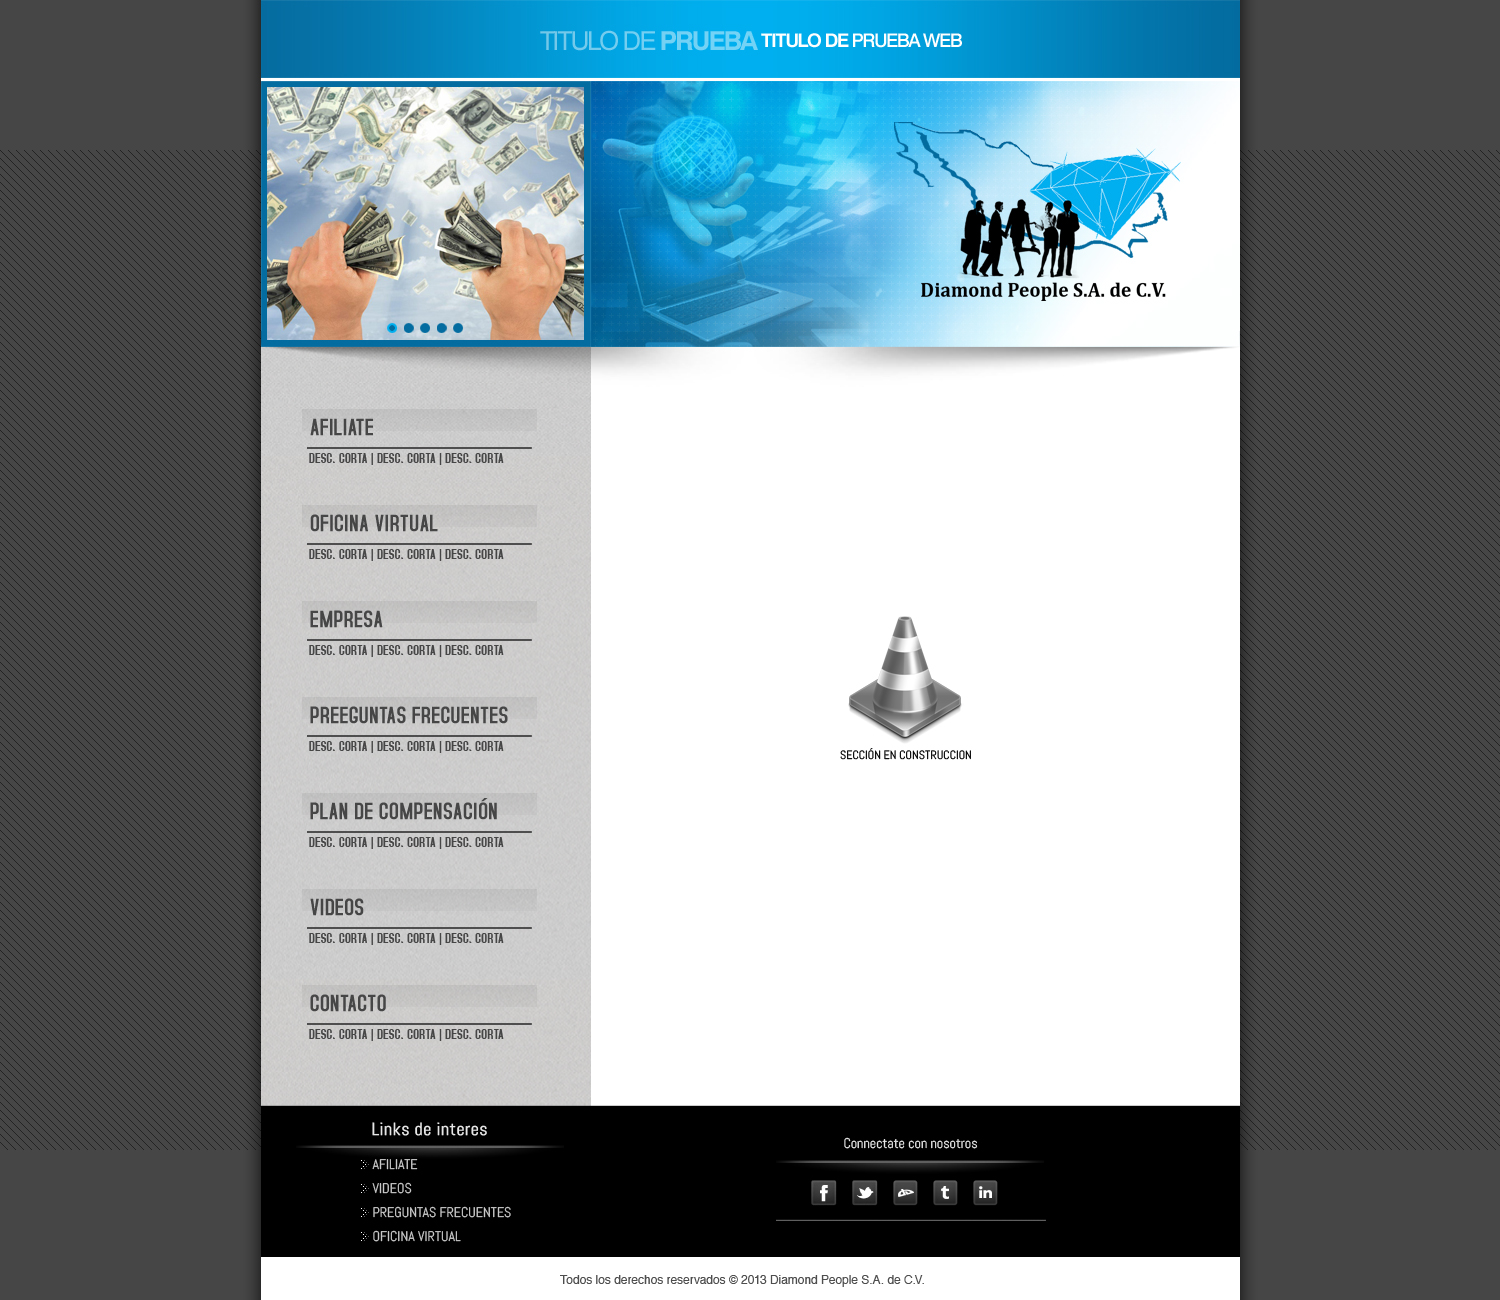 TITULO DE PRUEBA TITULO DE PRUEBA WEB
Diamond People S.A. de C.V.
AFILIATE
DESC. CORTA | DESC. CORTA | DESC. CORTA
OFICINA VIRTUAL
DESC. CORTA | DESC. CORTA | DESC. CORTA
EMPRESA
DESC. CORTA | DESC. CORTA | DESC. CORTA
PREEGUNTAS FRECUENTES
DESC. CORTA | DESC. CORTA | DESC. CORTA
PLAN DE COMPENSACIÓN
DESC. CORTA | DESC. CORTA | DESC. CORTA
VIDEOS
DESC. CORTA | DESC. CORTA | DESC. CORTA
CONTACTO
DESC. CORTA | DESC. CORTA | DESC. CORTA
SECCIÓN EN CONSTRUCCION
Links de interes
AFILIATE
VIDEOS
PREGUNTAS FRECUENTES
OFICINA VIRTUAL
Connectate con nosotros
Todos los derechos reservados © 2013 Diamond People S.A. de C.V.